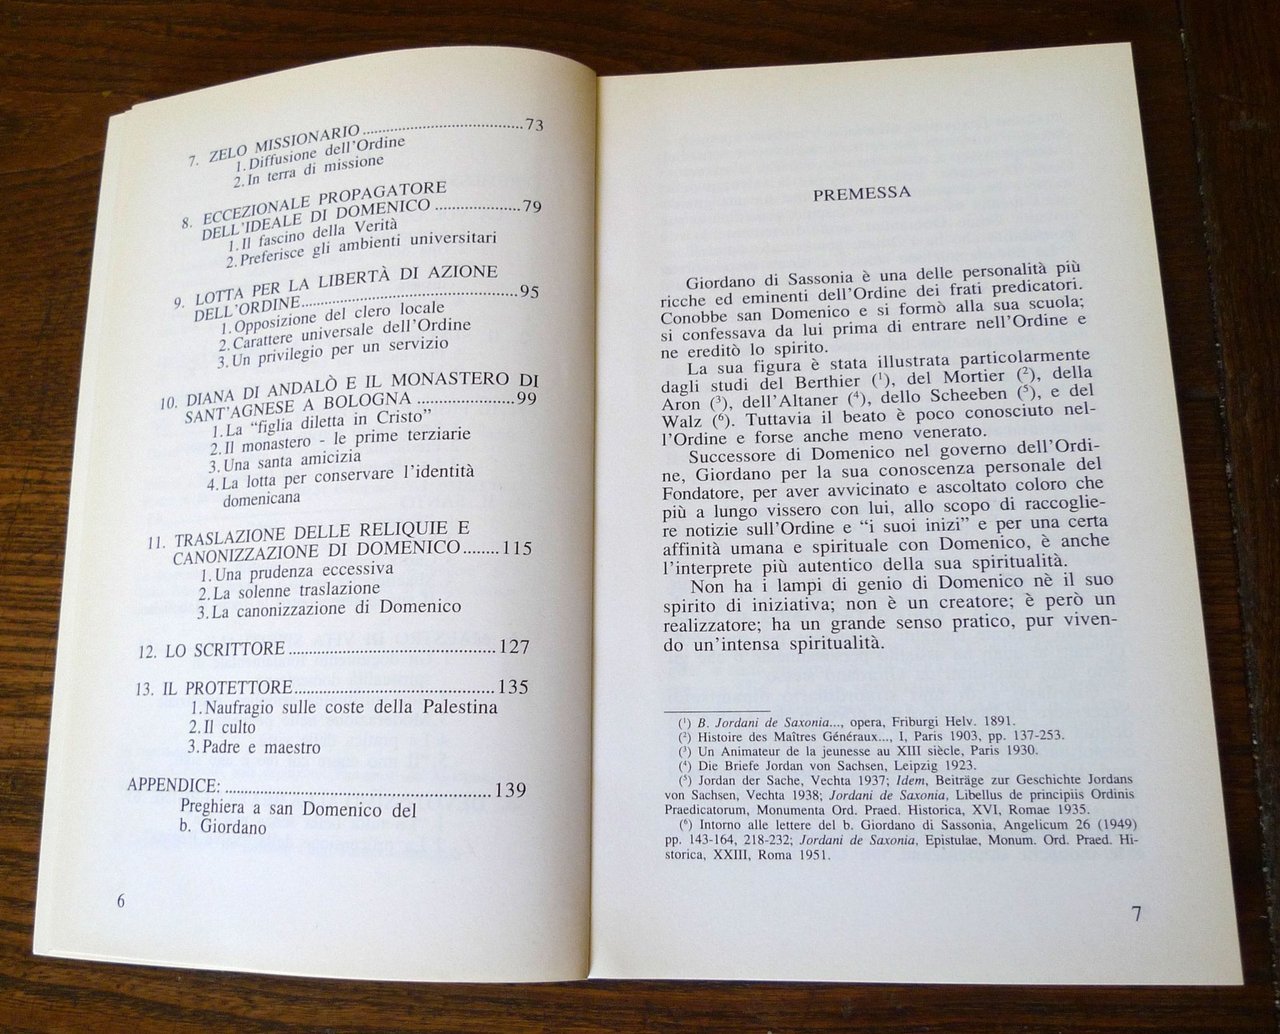 7. ZELO MISSIONARIO ........................................ 73
1. Diffusione dell'Ordine
2. In terra di missione
8. ECCEZIONALE PROPAGATORE
DELL'IDEALE DI DOMENICO .................... 79
1. Il fascino della Verità
2. Preferisce gli ambienti universitari
9. LOTTA PER LA LIBERTÀ DI AZIONE
DELL'ORDINE.................................................... 95
1. Opposizione del clero locale
2. Carattere universale dell'Ordine
3. Un privilegio per un servizio
10. DIANA DI ANDALÒ E IL MONASTERO DI
SANT'AGNESE A BOLOGNA ....................... 99
1. La "figlia diletta in Cristo"
2. Il monastero - le prime terziarie
3. Una santa amicizia
4. La lotta per conservare l'identità
domenicana
11. TRASLAZIONE DELLE RELIQUIE E
CANONIZZAZIONE DI DOMENICO........ 115
1. Una prudenza eccessiva
2. La solenne traslazione
3. La canonizzazione di Domenico
12. LO SCRITTORE ................................................ 127
13. IL PROTETTORE.............................................. 135
1. Naufragio sulle coste della Palestina
2. Il culto
3. Padre e maestro
APPENDICE: ............................................................ 139
Preghiera a san Domenico del
b. Giordano
6
PREMESSA
Giordano di Sassonia è una delle personalità più
ricche ed eminenti dell'Ordine dei frati predicatori.
Conobbe san Domenico e si formò alla sua scuola;
si confessava da lui prima di entrare nell'Ordine e
ne ereditò lo spirito.
La sua figura è stata illustrata particolarmente
dagli studi del Berthier (¹), del Mortier (²), della
Aron (³), dell'Altaner (⁴), dello Scheeben (⁵), e del
Walz (⁶). Tuttavia il beato è poco conosciuto nel-
l'Ordine e forse anche meno venerato.
Successore di Domenico nel governo dell'Ordi-
ne, Giordano per la sua conoscenza personale del
Fondatore, per aver avvicinato e ascoltato coloro che
più a lungo vissero con lui, allo scopo di raccoglie-
re notizie sull'Ordine e "i suoi inizi" e per una certa
affinità umana e spirituale con Domenico, è anche
l'interprete più autentico della sua spiritualità.
Non ha i lampi di genio di Domenico nè il suo
spirito di iniziativa; non è un creatore; è però un
realizzatore; ha un grande senso pratico, pur viven-
do un'intensa spiritualità.
(¹) B. Jordani de Saxonia..., opera, Friburgi Helv. 1891.
(²) Histoire des Maîtres Généraux..., I, Paris 1903, pp. 137-253.
(³) Un Animateur de la jeunesse au XIII siècle, Paris 1930.
(⁴) Die Briefe Jordan von Sachsen, Leipzig 1923.
(⁵) Jordan der Sache, Vechta 1937; Idem, Beiträge zur Geschichte Jordans
von Sachsen, Vechta 1938; Jordani de Saxonia, Libellus de principiis Ordinis
Praedicatorum, Monumenta Ord. Praed. Historica, XVI, Romae 1935.
(⁶) Intorno alle lettere del b. Giordano di Sassonia, Angelicum 26 (1949)
pp. 143-164, 218-232; Jordani de Saxonia, Epistulae, Monum. Ord. Praed. Hi-
storica, XXIII, Roma 1951.
7